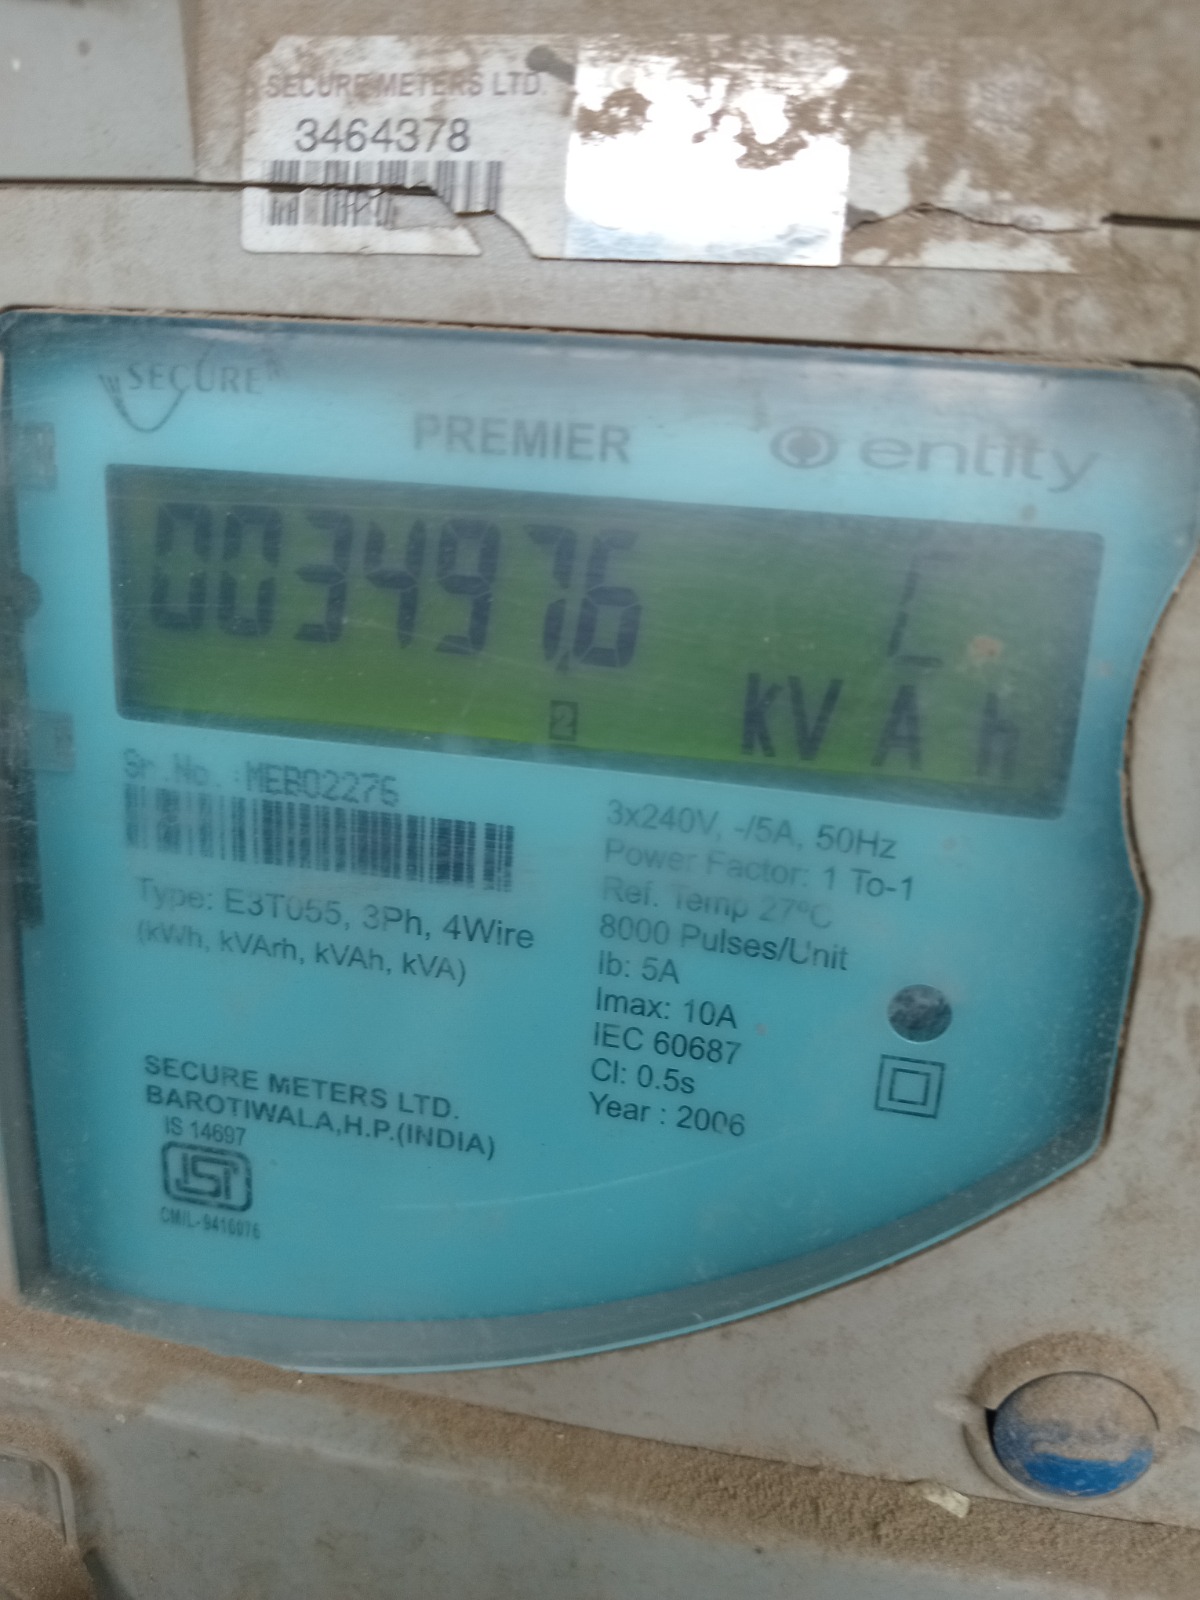 SECURE METERS LTD.
3464378
SECURE
PREMIER
entity
003497.6
C
kVAh
2
Sr.No. :MEB02276
Type: E3T055, 3Ph, 4Wire
(kWh, kVArh, kVAh, kVA)
3x240V, -/5A, 50Hz
Power Factor: 1 To-1
Ref. Temp 27°C
8000 Pulses/Unit
Ib: 5A
Imax: 10A
IEC 60687
Cl: 0.5s
Year : 2006
SECURE METERS LTD.
BAROTIWALA,H.P.(INDIA)
IS 14697
ISI